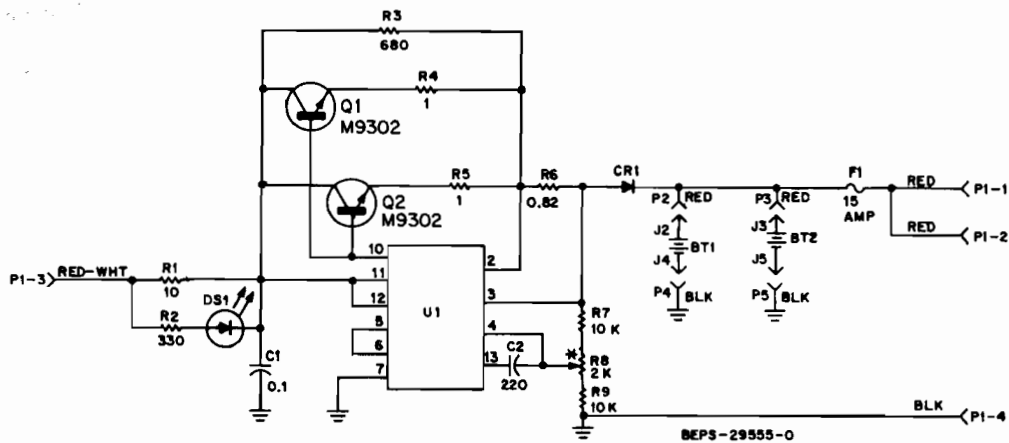 R3
680
R4
1
Q1
M9302
R5
1
R6
0.82
CR1
Q2
M9302
P2 RED
J2
BT1
J4
P4 BLK
P3 RED
J3
BT2
J5
P5 BLK
F1
15
AMP
RED P1-1
RED P1-2
P1-3 RED-WHT
R1
10
R2
330
DS1
C1
0.1
10
11
12
5
6
7
U1
2
3
4
13
C2
220
R7
10 K
* R8
2 K
R9
10 K
BLK P1-4
BEPS-29555-0